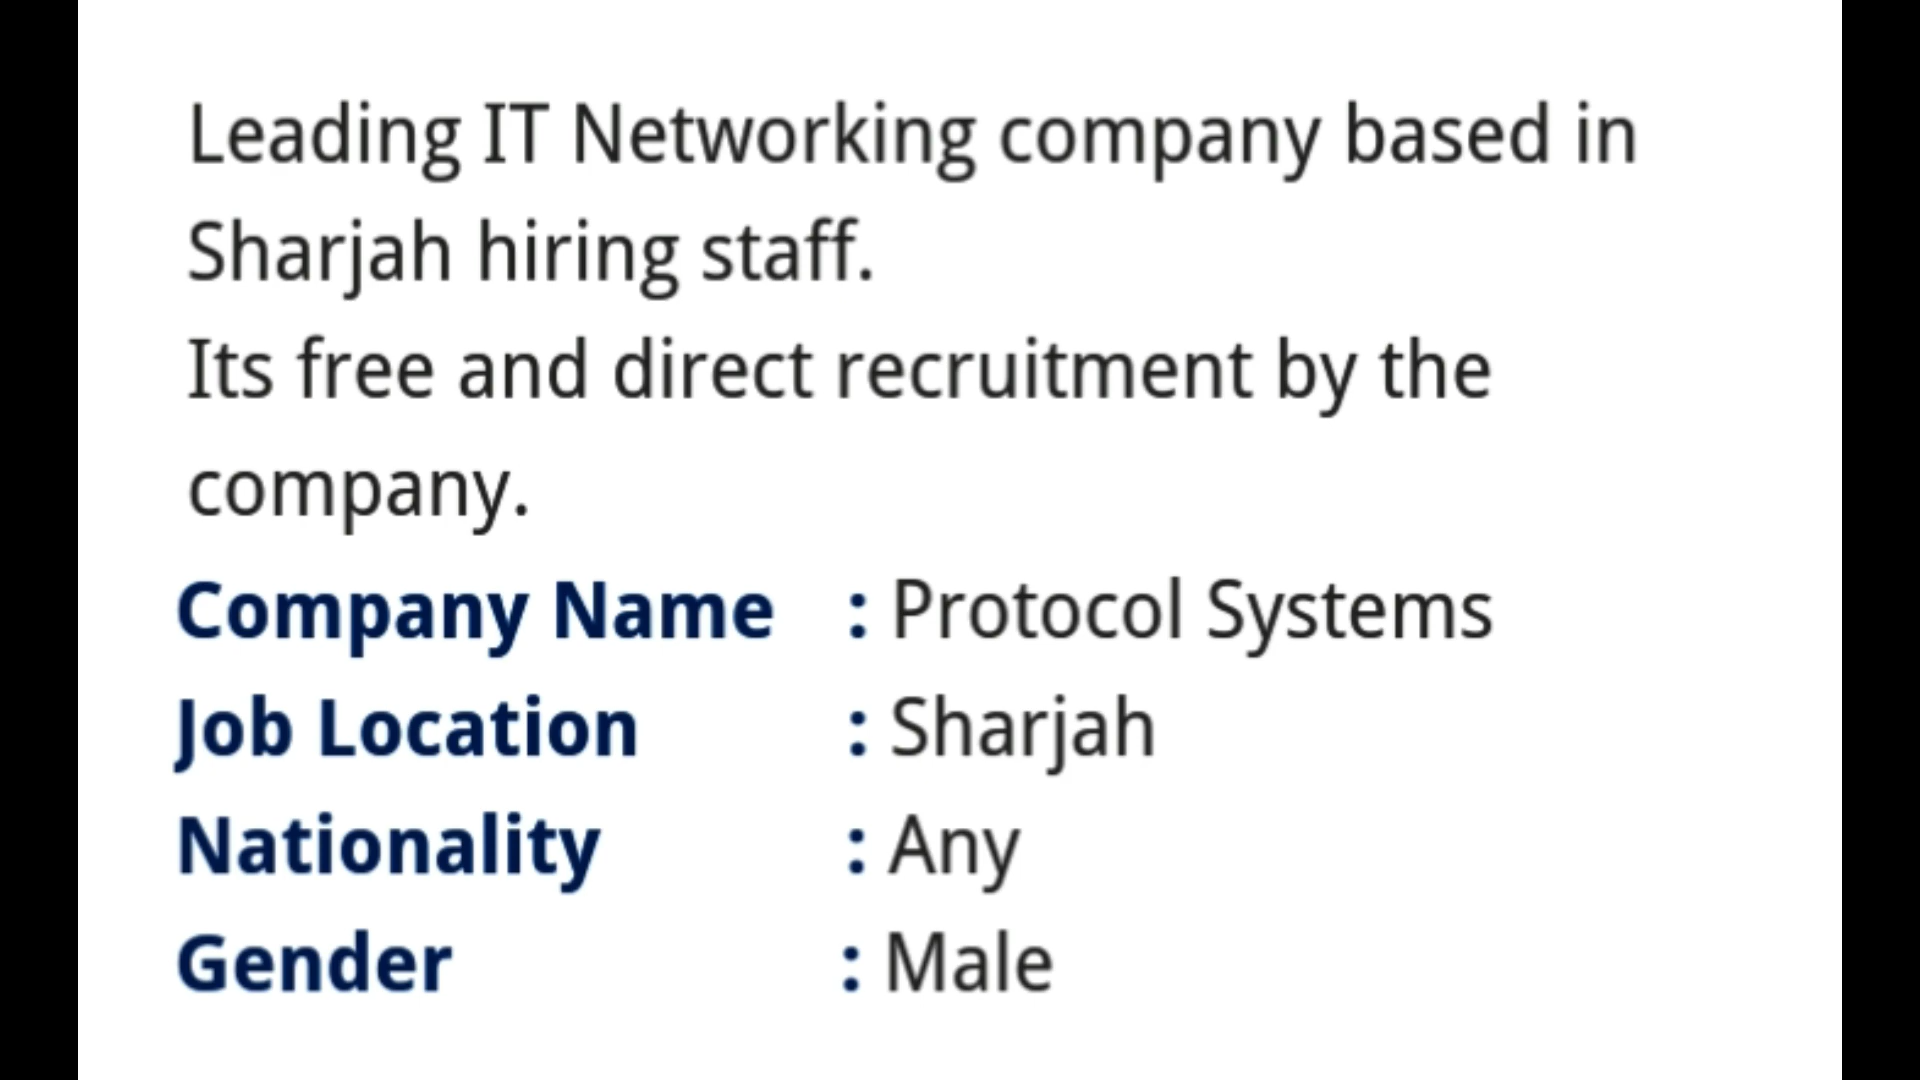 Leading IT Networking company based in
Sharjah hiring staff.
Its free and direct recruitment by the
company.
Company Name : Protocol Systems
Job Location : Sharjah
Nationality : Any
Gender : Male